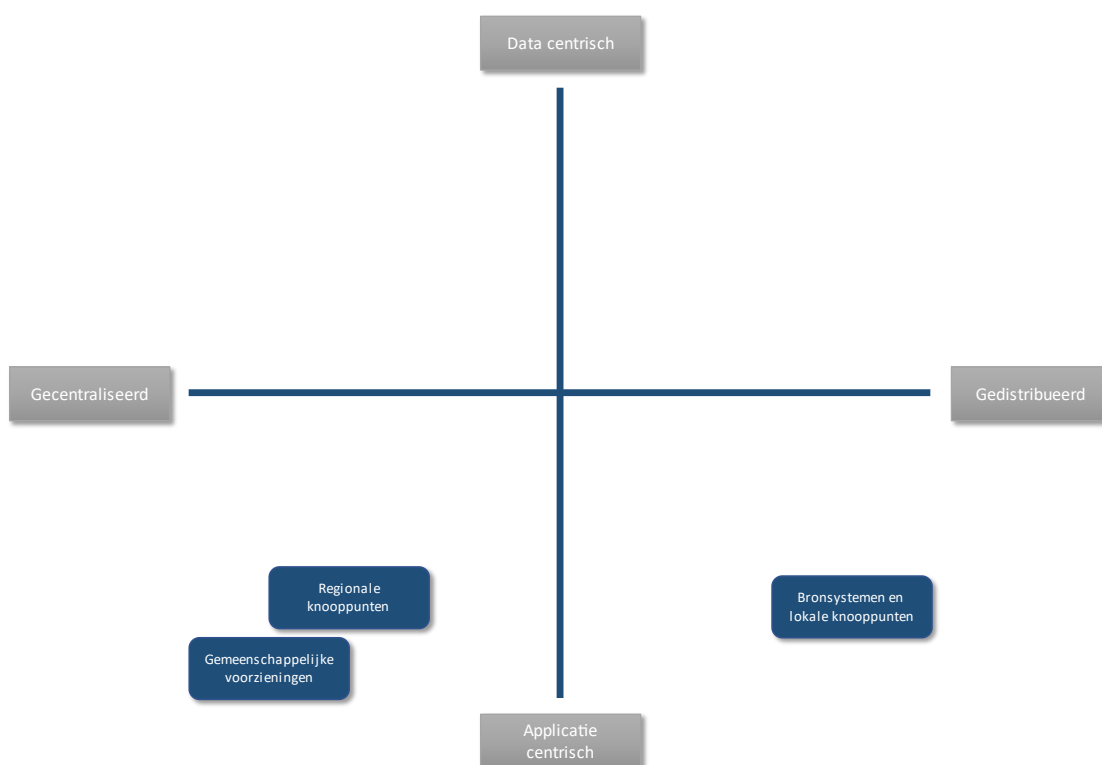 Data centrisch
Gecentraliseerd
Gedistribueerd
Regionale
knooppunten
Bronsystemen en
lokale knooppunten
Gemeenschappelijke
voorzieningen
Applicatie
centrisch